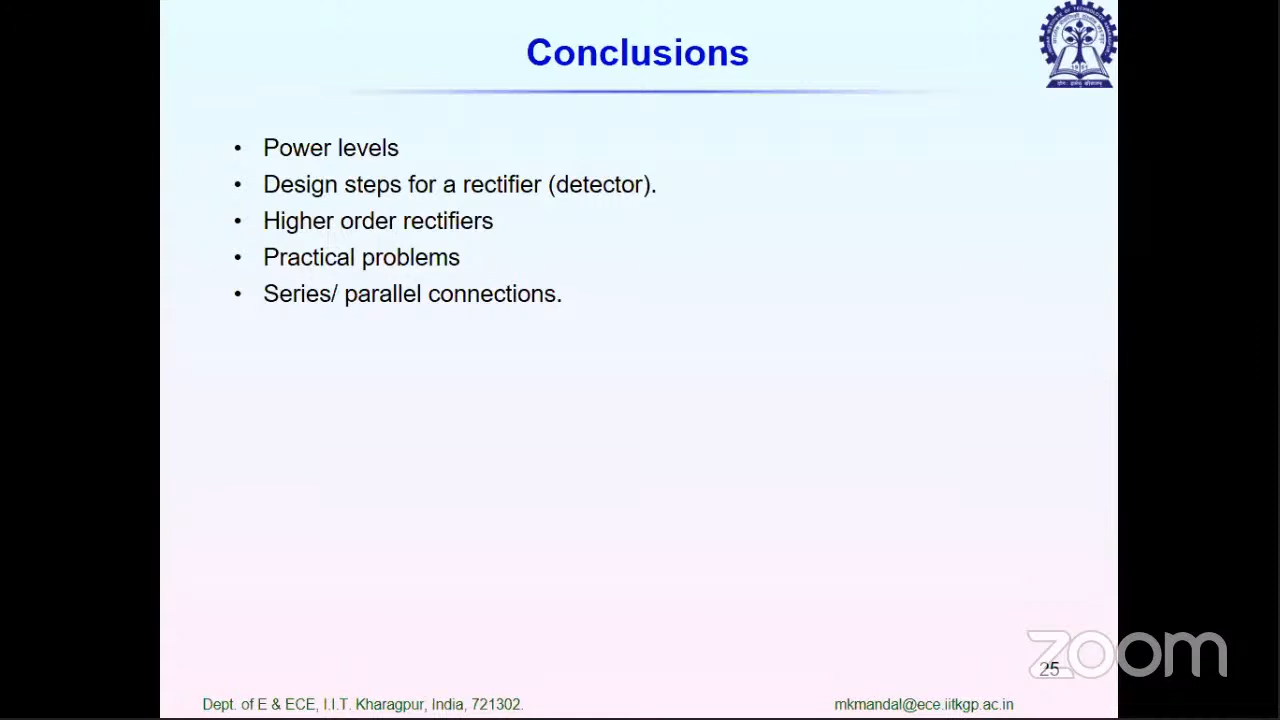 Conclusions
• Power levels
• Design steps for a rectifier (detector).
• Higher order rectifiers
• Practical problems
• Series/ parallel connections.
zoom
25
Dept. of E & ECE, I.I.T. Kharagpur, India, 721302.
mkmandal@ece.iitkgp.ac.in